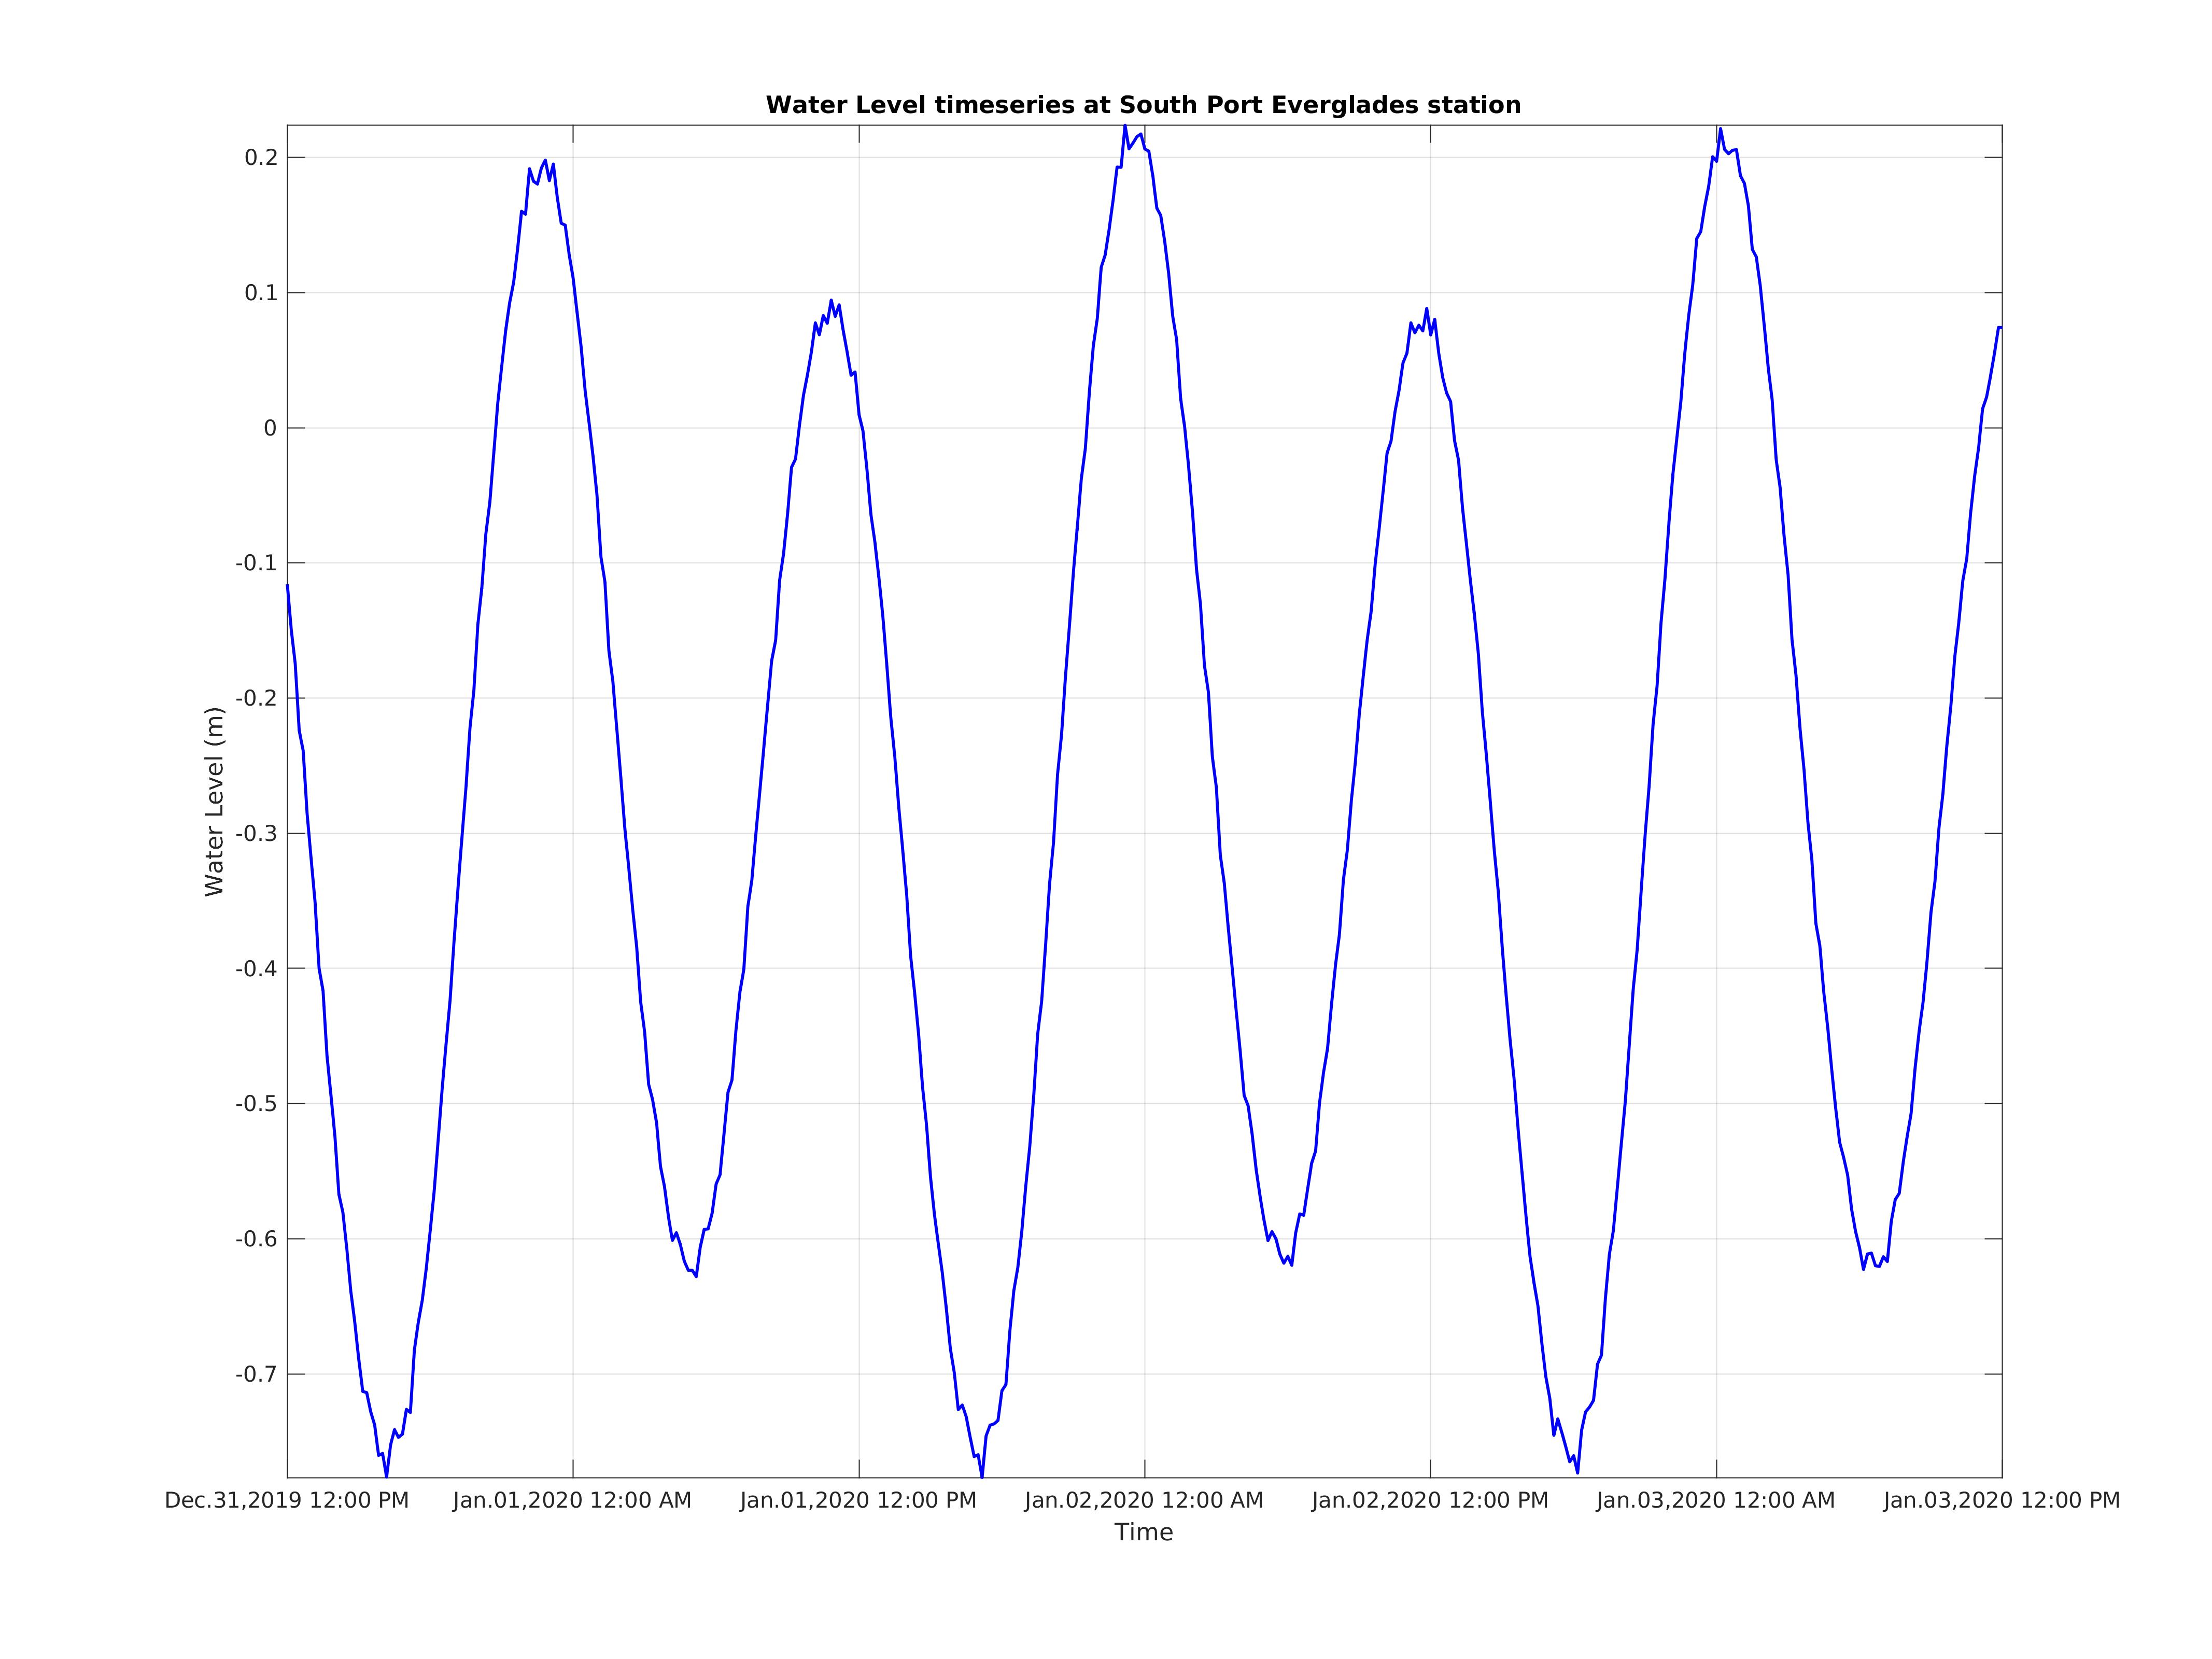 Water Level timeseries at South Port Everglades station
0.2
0.1
0
-0.1
-0.2
-0.3
-0.4
-0.5
-0.6
-0.7
Water Level (m)
Dec.31,2019 12:00 PM Jan.01,2020 12:00 AM Jan.01,2020 12:00 PM Jan.02,2020 12:00 AM Jan.02,2020 12:00 PM Jan.03,2020 12:00 AM Jan.03,2020 12:00 PM
Time